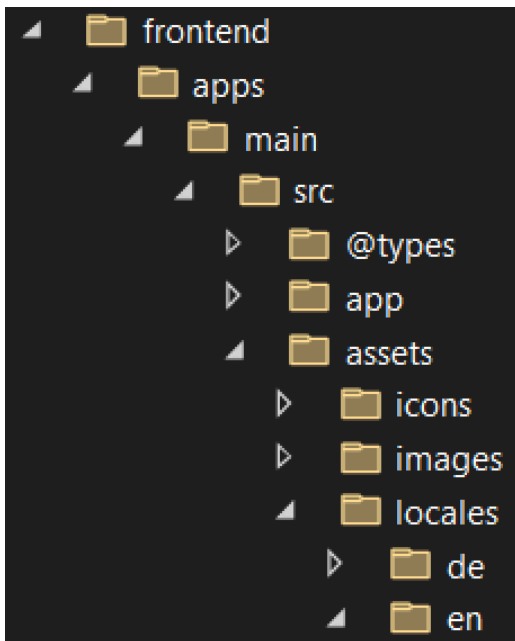 frontend
apps
main
src
@types
app
assets
icons
images
locales
de
en